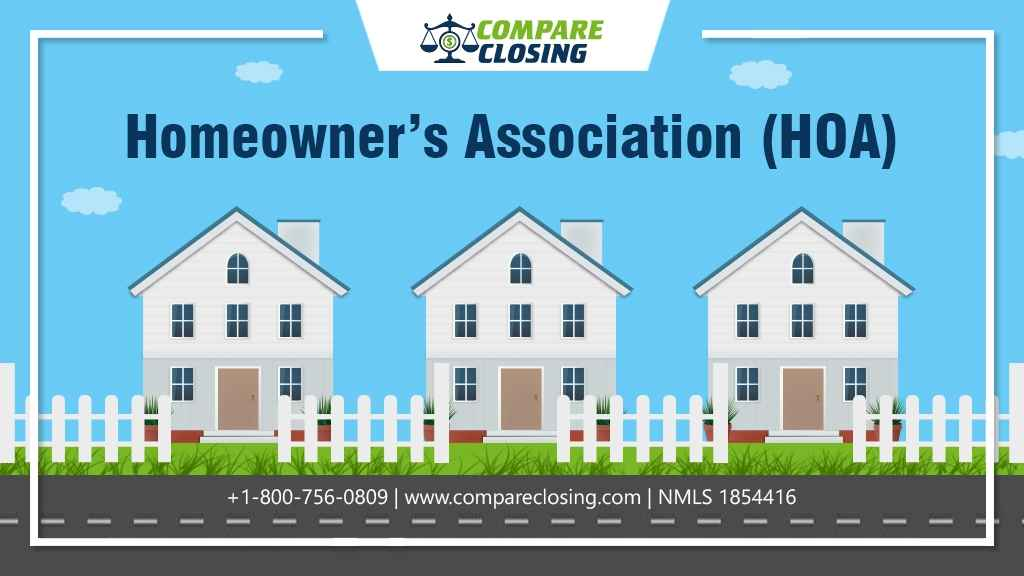 COMPARE
CLOSING
Homeowner’s Association (HOA)
+1-800-756-0809 | www.compareclosing.com | NMLS 1854416